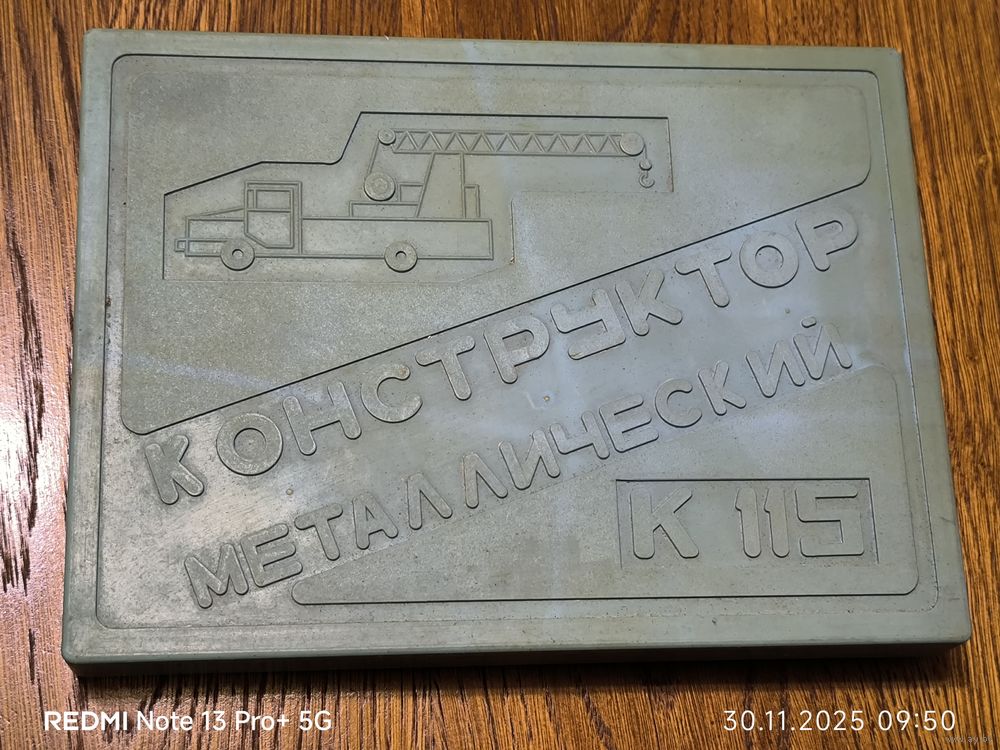 КОНСТРУКТОР
МЕТАЛЛИЧЕСКИЙ
К 115
REDMI Note 13 Pro+ 5G
30.11.2025 09:50